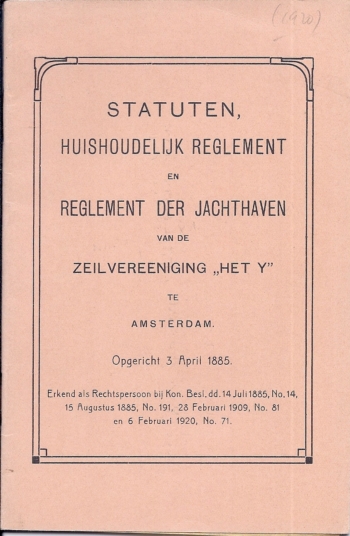 (1920)
STATUTEN,
HUISHOUDELIJK REGLEMENT
EN
REGLEMENT DER JACHTHAVEN
VAN DE
ZEILVEREENIGING „HET Y”
TE
AMSTERDAM.
Opgericht 3 April 1885.
Erkend als Rechtspersoon bij Kon. Besl. dd. 14 Juli 1885, No. 14,
15 Augustus 1885, No. 191, 28 Februari 1909, No. 81
en 6 Februari 1920, No. 71.